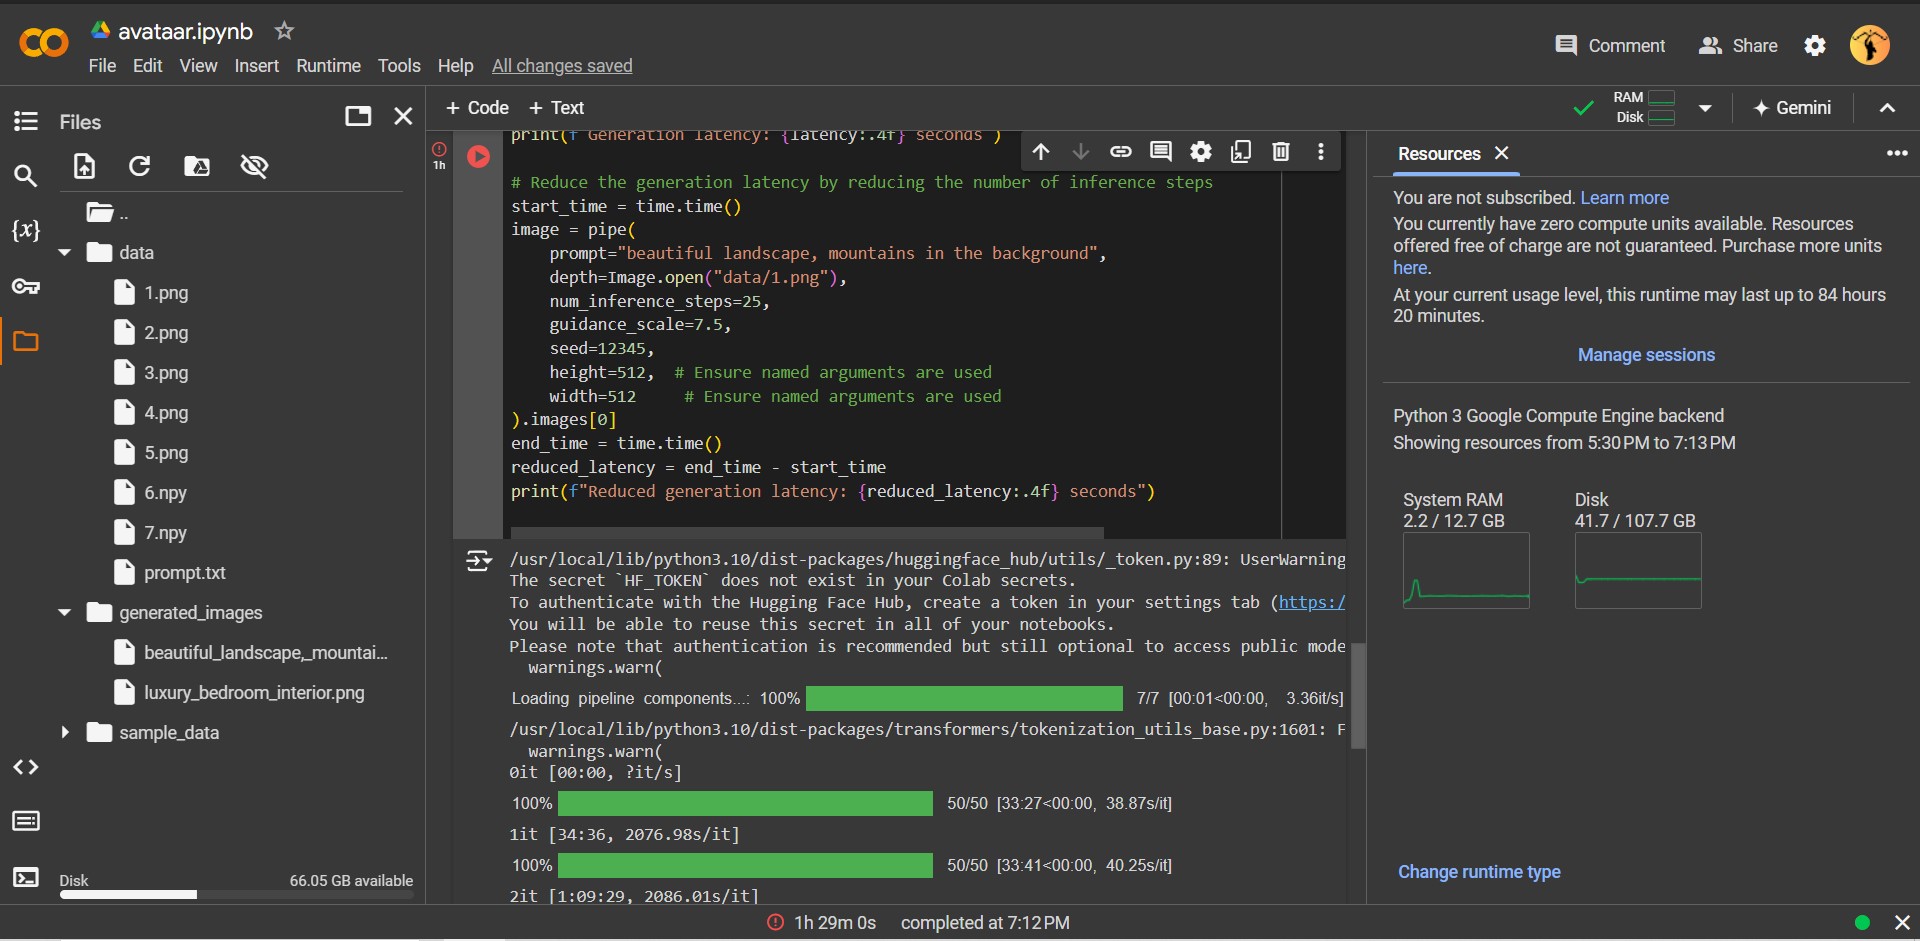 avataar.ipynb
File Edit View Insert Runtime Tools Help All changes saved
Comment Share
Files
+ Code + Text
RAM
Disk
Gemini
..
data
1.png
2.png
3.png
4.png
5.png
6.npy
7.npy
prompt.txt
generated_images
beautiful_landscape,_mountai...
luxury_bedroom_interior.png
sample_data
Disk 66.05 GB available
{x}
1h
print(f"Generation latency: {latency:.4f} seconds")
# Reduce the generation latency by reducing the number of inference steps
start_time = time.time()
image = pipe(
prompt="beautiful landscape, mountains in the background",
depth=Image.open("data/1.png"),
num_inference_steps=25,
guidance_scale=7.5,
seed=12345,
height=512, # Ensure named arguments are used
width=512 # Ensure named arguments are used
).images[0]
end_time = time.time()
reduced_latency = end_time - start_time
print(f"Reduced generation latency: {reduced_latency:.4f} seconds")
/usr/local/lib/python3.10/dist-packages/huggingface_hub/utils/_token.py:89: UserWarning
The secret `HF_TOKEN` does not exist in your Colab secrets.
To authenticate with the Hugging Face Hub, create a token in your settings tab (https:/
You will be able to reuse this secret in all of your notebooks.
Please note that authentication is recommended but still optional to access public mode
warnings.warn(
Loading pipeline components...: 100% 7/7 [00:01<00:00, 3.36it/s]
/usr/local/lib/python3.10/dist-packages/transformers/tokenization_utils_base.py:1601: F
warnings.warn(
0it [00:00, ?it/s]
100% 50/50 [33:27<00:00, 38.87s/it]
1it [34:36, 2076.98s/it]
100% 50/50 [33:41<00:00, 40.25s/it]
2it [1:09:29, 2086.01s/it]
Resources
You are not subscribed. Learn more
You currently have zero compute units available. Resources
offered free of charge are not guaranteed. Purchase more units
here.
At your current usage level, this runtime may last up to 84 hours
20 minutes.
Manage sessions
Python 3 Google Compute Engine backend
Showing resources from 5:30 PM to 7:13 PM
System RAM
2.2 / 12.7 GB
Disk
41.7 / 107.7 GB
Change runtime type
1h 29m 0s completed at 7:12 PM